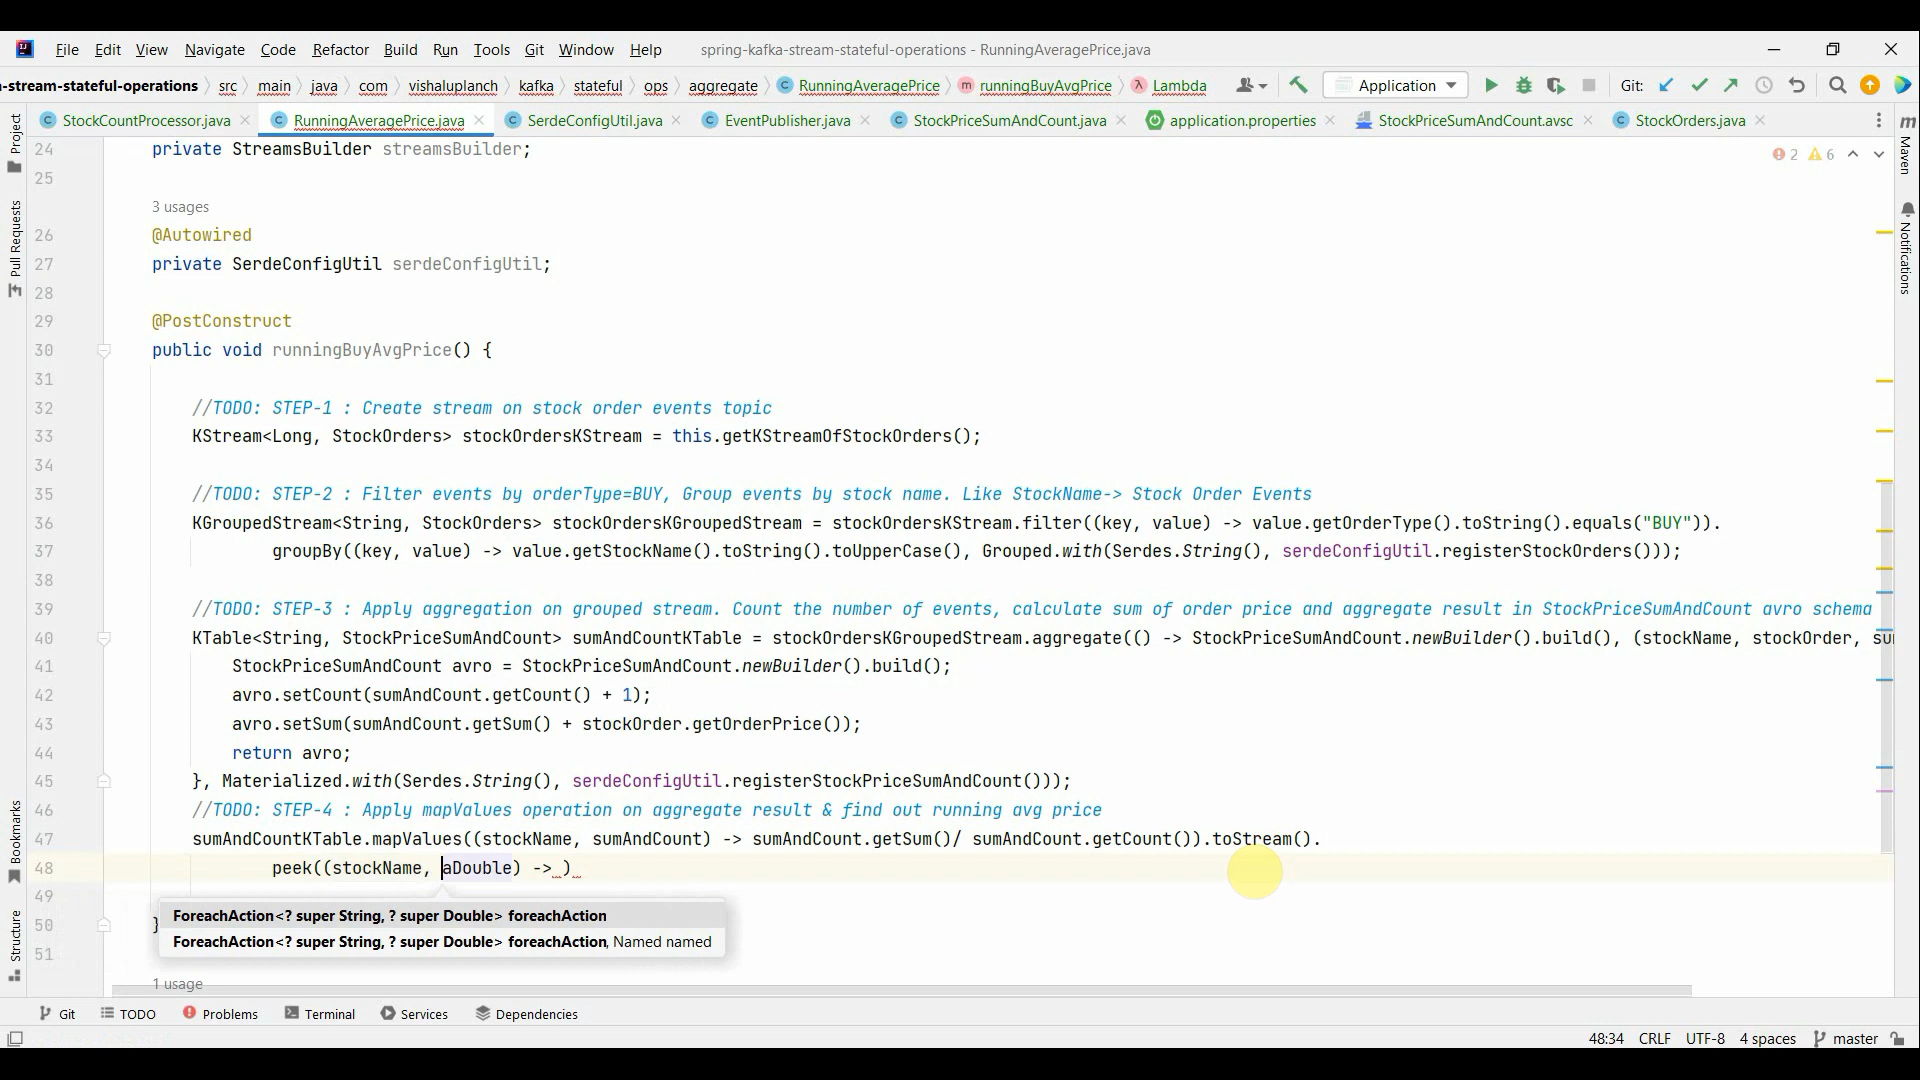 File Edit View Navigate Code Refactor Build Run Tools Git Window Help spring-kafka-stream-stateful-operations - RunningAveragePrice.java
-stream-stateful-operations src main java com vishaluplanch kafka stateful ops aggregate RunningAveragePrice runningBuyAvgPrice Lambda Application Git:
StockCountProcessor.java RunningAveragePrice.java SerdeConfigUtil.java EventPublisher.java StockPriceSumAndCount.java application.properties StockPriceSumAndCount.avsc StockOrders.java
Project
Pull Requests
Bookmarks
Structure
Maven
Notifications
2 6
24 private StreamsBuilder streamsBuilder;
25
3 usages
26 @Autowired
27 private SerdeConfigUtil serdeConfigUtil;
28
29 @PostConstruct
30 public void runningBuyAvgPrice() {
31
32 //TODO: STEP-1 : Create stream on stock order events topic
33 KStream<Long, StockOrders> stockOrdersKStream = this.getKStreamOfStockOrders();
34
35 //TODO: STEP-2 : Filter events by orderType=BUY, Group events by stock name. Like StockName-> Stock Order Events
36 KGroupedStream<String, StockOrders> stockOrdersKGroupedStream = stockOrdersKStream.filter((key, value) -> value.getOrderType().toString().equals("BUY")).
37 groupBy((key, value) -> value.getStockName().toString().toUpperCase(), Grouped.with(Serdes.String(), serdeConfigUtil.registerStockOrders()));
38
39 //TODO: STEP-3 : Apply aggregation on grouped stream. Count the number of events, calculate sum of order price and aggregate result in StockPriceSumAndCount avro schema
40 KTable<String, StockPriceSumAndCount> sumAndCountKTable = stockOrdersKGroupedStream.aggregate(() -> StockPriceSumAndCount.newBuilder().build(), (stockName, stockOrder, su
41 StockPriceSumAndCount avro = StockPriceSumAndCount.newBuilder().build();
42 avro.setCount(sumAndCount.getCount() + 1);
43 avro.setSum(sumAndCount.getSum() + stockOrder.getOrderPrice());
44 return avro;
45 }, Materialized.with(Serdes.String(), serdeConfigUtil.registerStockPriceSumAndCount()));
46 //TODO: STEP-4 : Apply mapValues operation on aggregate result & find out running avg price
47 sumAndCountKTable.mapValues((stockName, sumAndCount) -> sumAndCount.getSum()/ sumAndCount.getCount()).toStream().
48 peek((stockName, aDouble) -> )
49
ForeachAction<? super String, ? super Double> foreachAction
50 }
ForeachAction<? super String, ? super Double> foreachAction, Named named
51
1 usage
Git TODO Problems Terminal Services Dependencies
48:34 CRLF UTF-8 4 spaces master